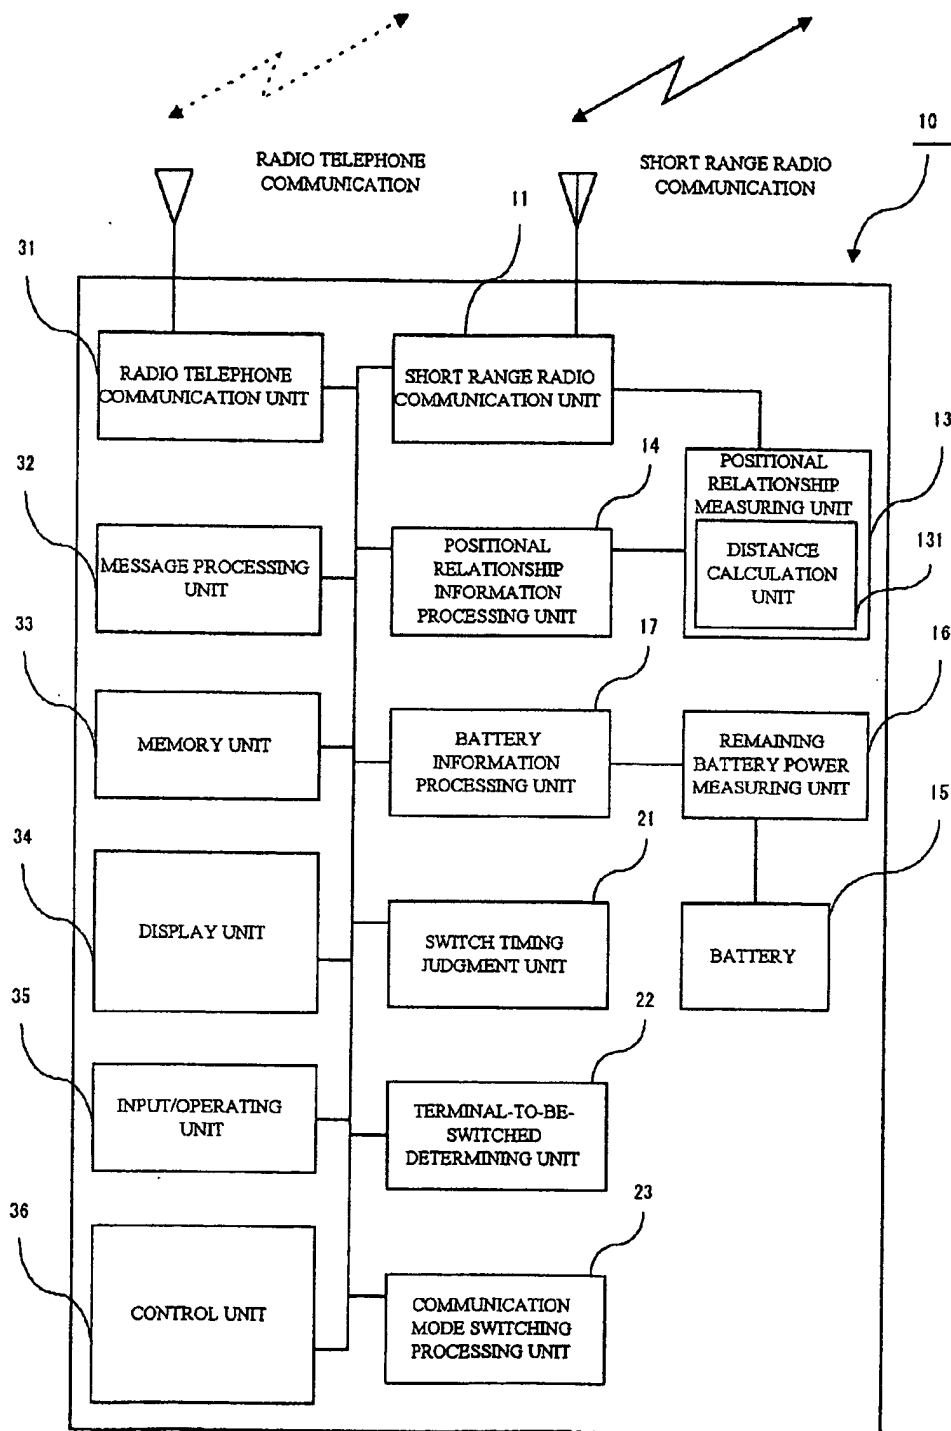 10
RADIO TELEPHONE
COMMUNICATION
SHORT RANGE RADIO
COMMUNICATION
11
31
RADIO TELEPHONE
COMMUNICATION UNIT
SHORT RANGE RADIO
COMMUNICATION UNIT
13
POSITIONAL
RELATIONSHIP
MEASURING UNIT
131
DISTANCE
CALCULATION
UNIT
32
MESSAGE PROCESSING
UNIT
14
POSITIONAL
RELATIONSHIP
INFORMATION
PROCESSING UNIT
33
MEMORY UNIT
17
BATTERY
INFORMATION
PROCESSING UNIT
16
REMAINING
BATTERY POWER
MEASURING UNIT
34
DISPLAY UNIT
21
SWITCH TIMING
JUDGMENT UNIT
15
BATTERY
35
INPUT/OPERATING
UNIT
22
TERMINAL-TO-BE-
SWITCHED
DETERMINING UNIT
36
CONTROL UNIT
23
COMMUNICATION
MODE SWITCHING
PROCESSING UNIT